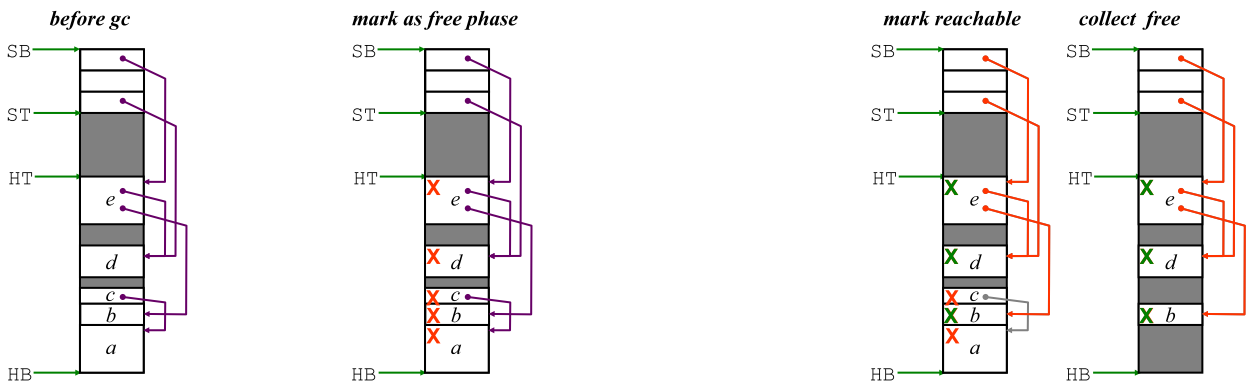 before gc mark as free phase mark reachable collect free
SB SB SB SB
ST ST ST ST
HT HT HT HT
X X X
e e e e
X X X
d d d d
c X c X c
b X b X b X b
X X
a a a
HB HB HB HB